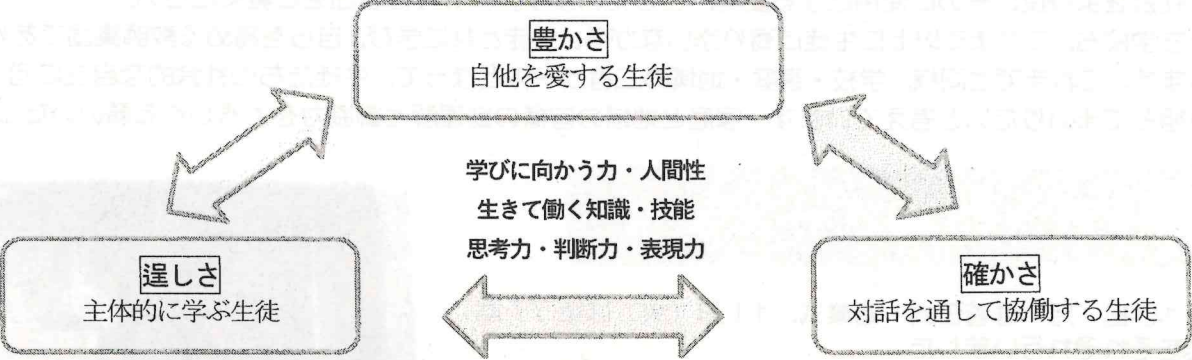 豊かさ
自他を愛する生徒
学びに向かう力・人間性
生きて働く知識・技能
思考力・判断力・表現力
逞しさ
主体的に学ぶ生徒
確かさ
対話を通して協働する生徒